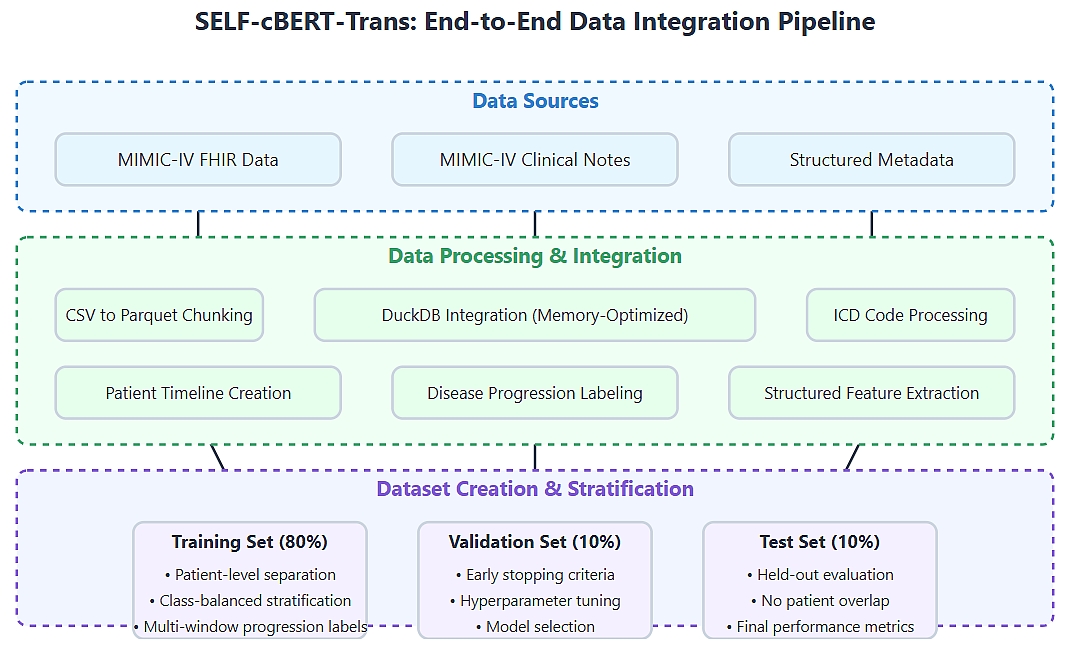 SELF-cBERT-Trans: End-to-End Data Integration Pipeline
Data Sources
MIMIC-IV FHIR Data
MIMIC-IV Clinical Notes
Structured Metadata
Data Processing & Integration
CSV to Parquet Chunking
DuckDB Integration (Memory-Optimized)
ICD Code Processing
Patient Timeline Creation
Disease Progression Labeling
Structured Feature Extraction
Dataset Creation & Stratification
Training Set (80%)
• Patient-level separation
• Class-balanced stratification
• Multi-window progression labels
Validation Set (10%)
• Early stopping criteria
• Hyperparameter tuning
• Model selection
Test Set (10%)
• Held-out evaluation
• No patient overlap
• Final performance metrics